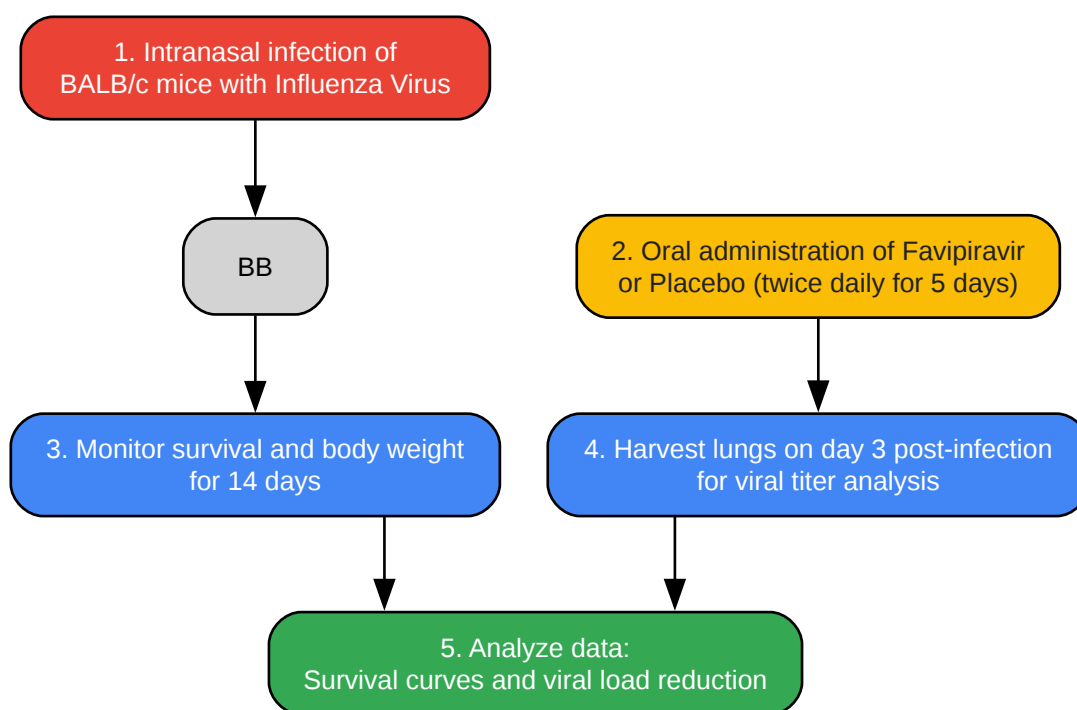 1. Intranasal infection of
BALB/c mice with Influenza Virus
BB
2. Oral administration of Favipiravir
or Placebo (twice daily for 5 days)
3. Monitor survival and body weight
for 14 days
4. Harvest lungs on day 3 post-infection
for viral titer analysis
5. Analyze data:
Survival curves and viral load reduction